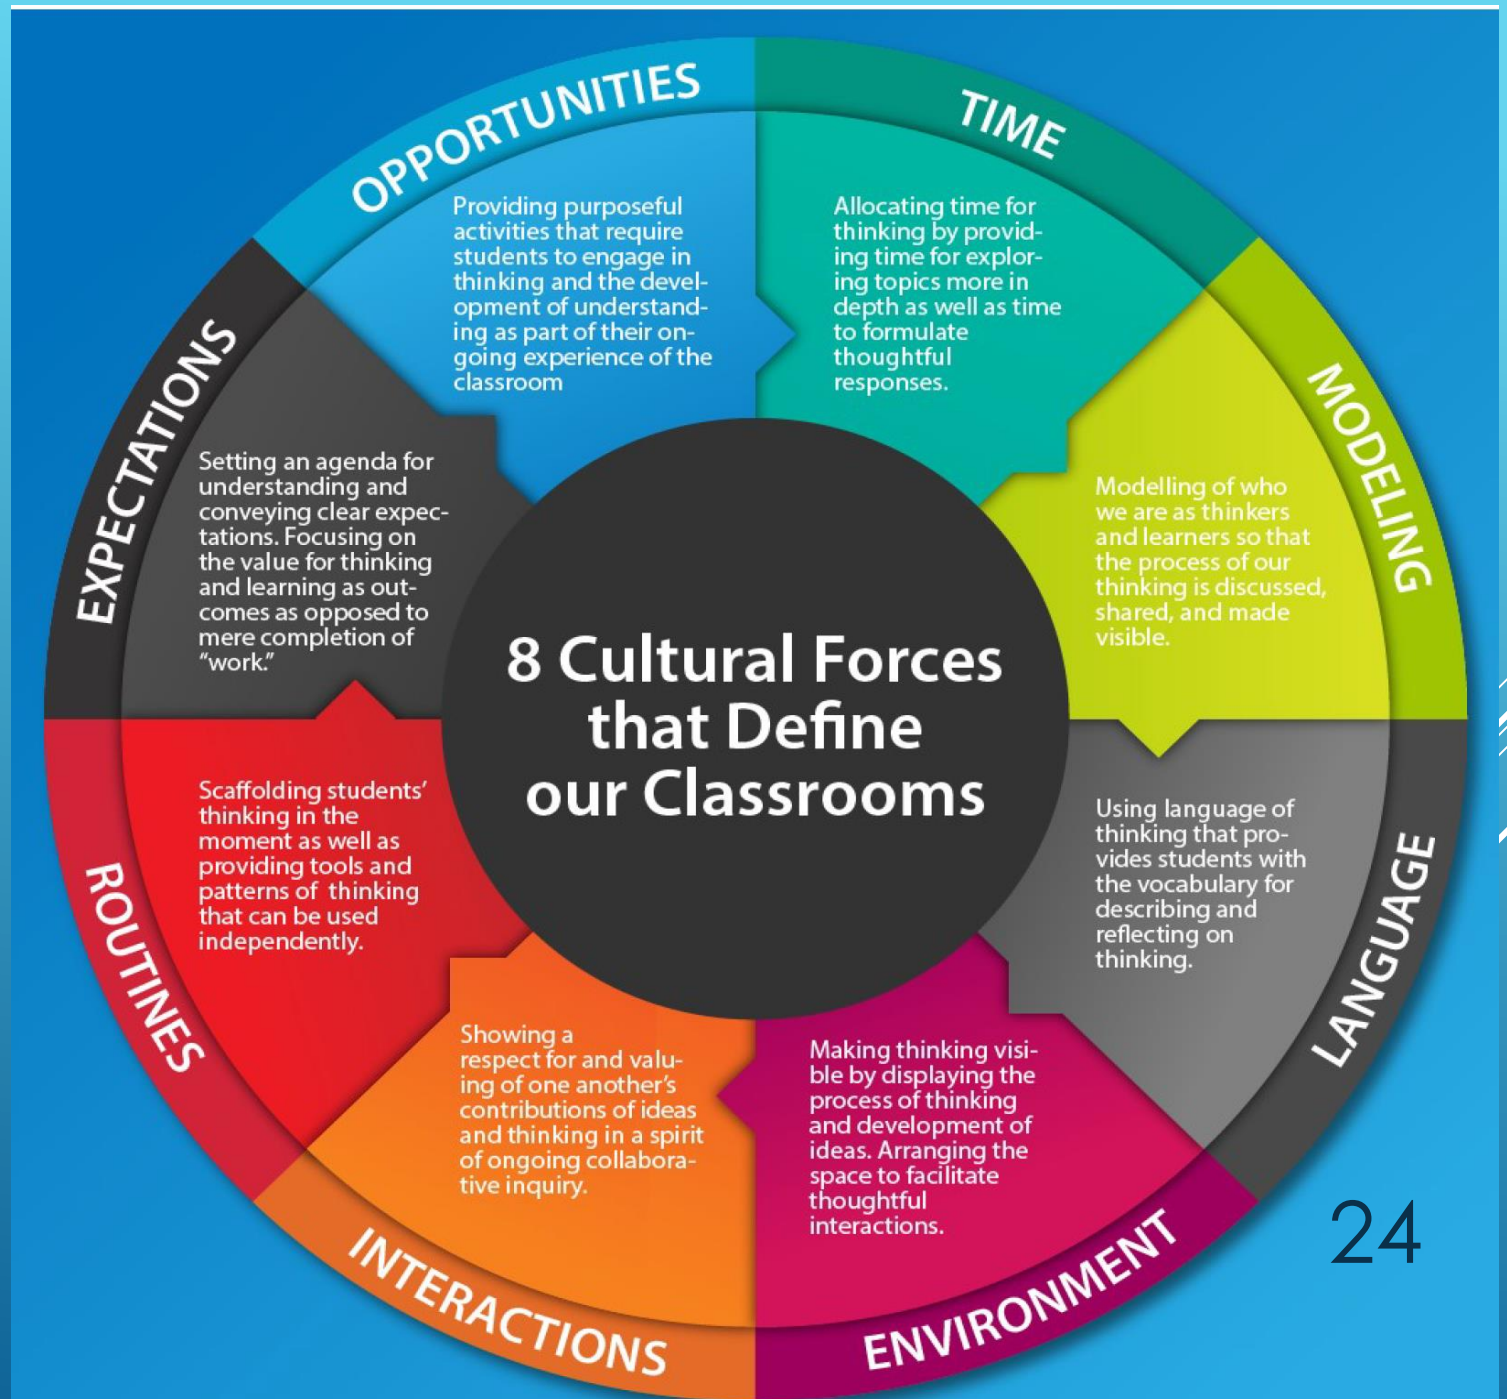 OPPORTUNITIES
Providing purposeful
activities that require
students to engage in
thinking and the devel-
opment of understand-
ing as part of their on-
going experience of the
classroom
TIME
Allocating time for
thinking by provid-
ing time for explor-
ing topics more in
depth as well as time
to formulate
thoughtful
responses.
MODELING
Modelling of who
we are as thinkers
and learners so that
the process of our
thinking is discussed,
shared, and made
visible.
LANGUAGE
Using language of
thinking that pro-
vides students with
the vocabulary for
describing and
reflecting on
thinking.
ENVIRONMENT
Making thinking visi-
ble by displaying the
process of thinking
and development of
ideas. Arranging the
space to facilitate
thoughtful
interactions.
INTERACTIONS
Showing a
respect for and valu-
ing of one another’s
contributions of ideas
and thinking in a spirit
of ongoing collabora-
tive inquiry.
ROUTINES
Scaffolding students’
thinking in the
moment as well as
providing tools and
patterns of thinking
that can be used
independently.
EXPECTATIONS
Setting an agenda for
understanding and
conveying clear expec-
tations. Focusing on
the value for thinking
and learning as out-
comes as opposed to
mere completion of
“work.”
8 Cultural Forces
that Define
our Classrooms
24